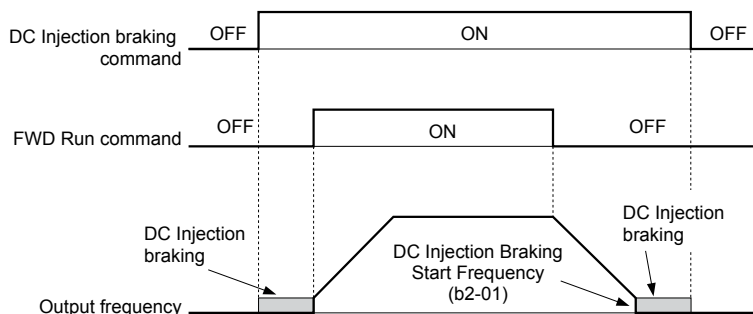 OFF ON OFF
DC Injection braking
command
OFF ON OFF
FWD Run command
DC Injection
braking
DC Injection Braking
Start Frequency
(b2-01)
DC Injection
braking
Output frequency